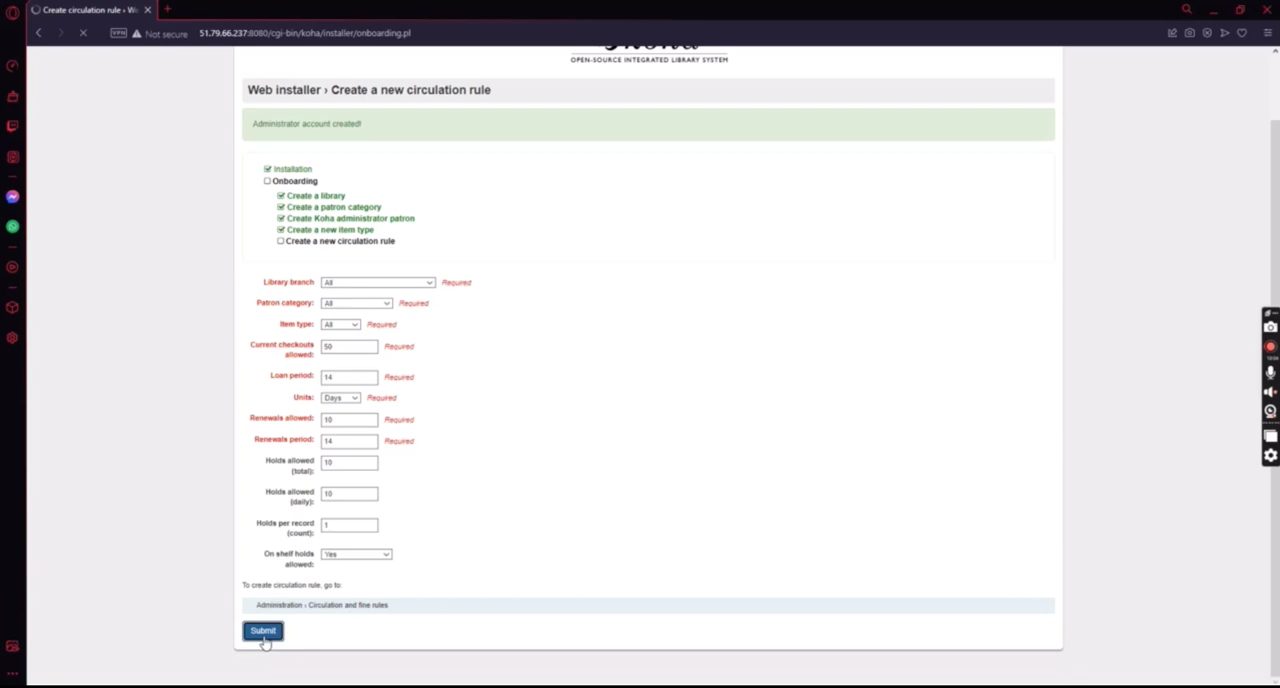 Create circulation rule › We
VPN Not secure 51.79.66.237:8080/cgi-bin/koha/installer/onboarding.pl
OPEN-SOURCE INTEGRATED LIBRARY SYSTEM
Web installer › Create a new circulation rule
Administrator account created!
Installation
Onboarding
Create a library
Create a patron category
Create Koha administrator patron
Create a new item type
Create a new circulation rule
Library branch All Required
Patron category: All Required
Item type: All Required
Current checkouts allowed: 50 Required
Loan period: 14 Required
Units: Days Required
Renewals allowed: 10 Required
Renewals period: 14 Required
Holds allowed (total): 10
Holds allowed (daily): 10
Holds per record (count): 1
On shelf holds allowed: Yes
To create circulation rule, go to:
Administration › Circulation and fine rules
Submit